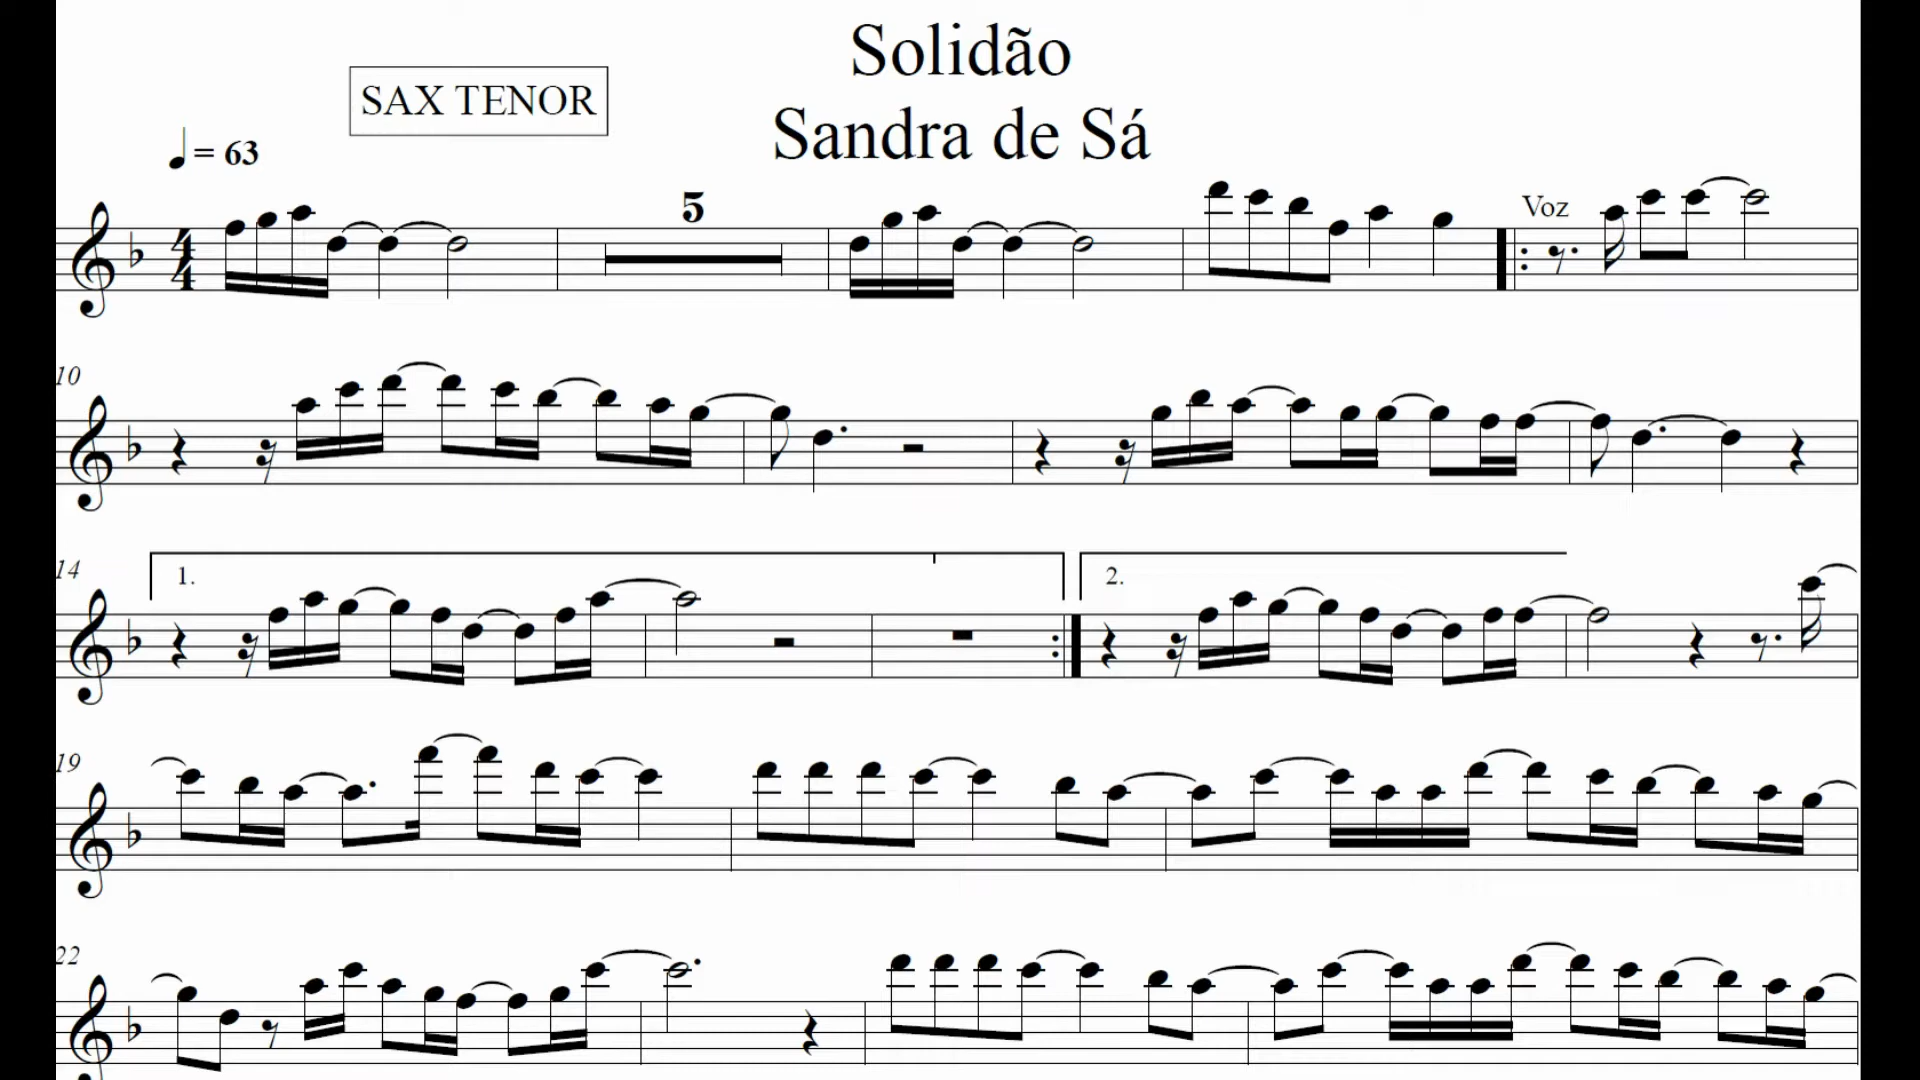 Solidão
SAX TENOR
Sandra de Sá
= 63
5
Voz
10
14
1.
2.
19
22